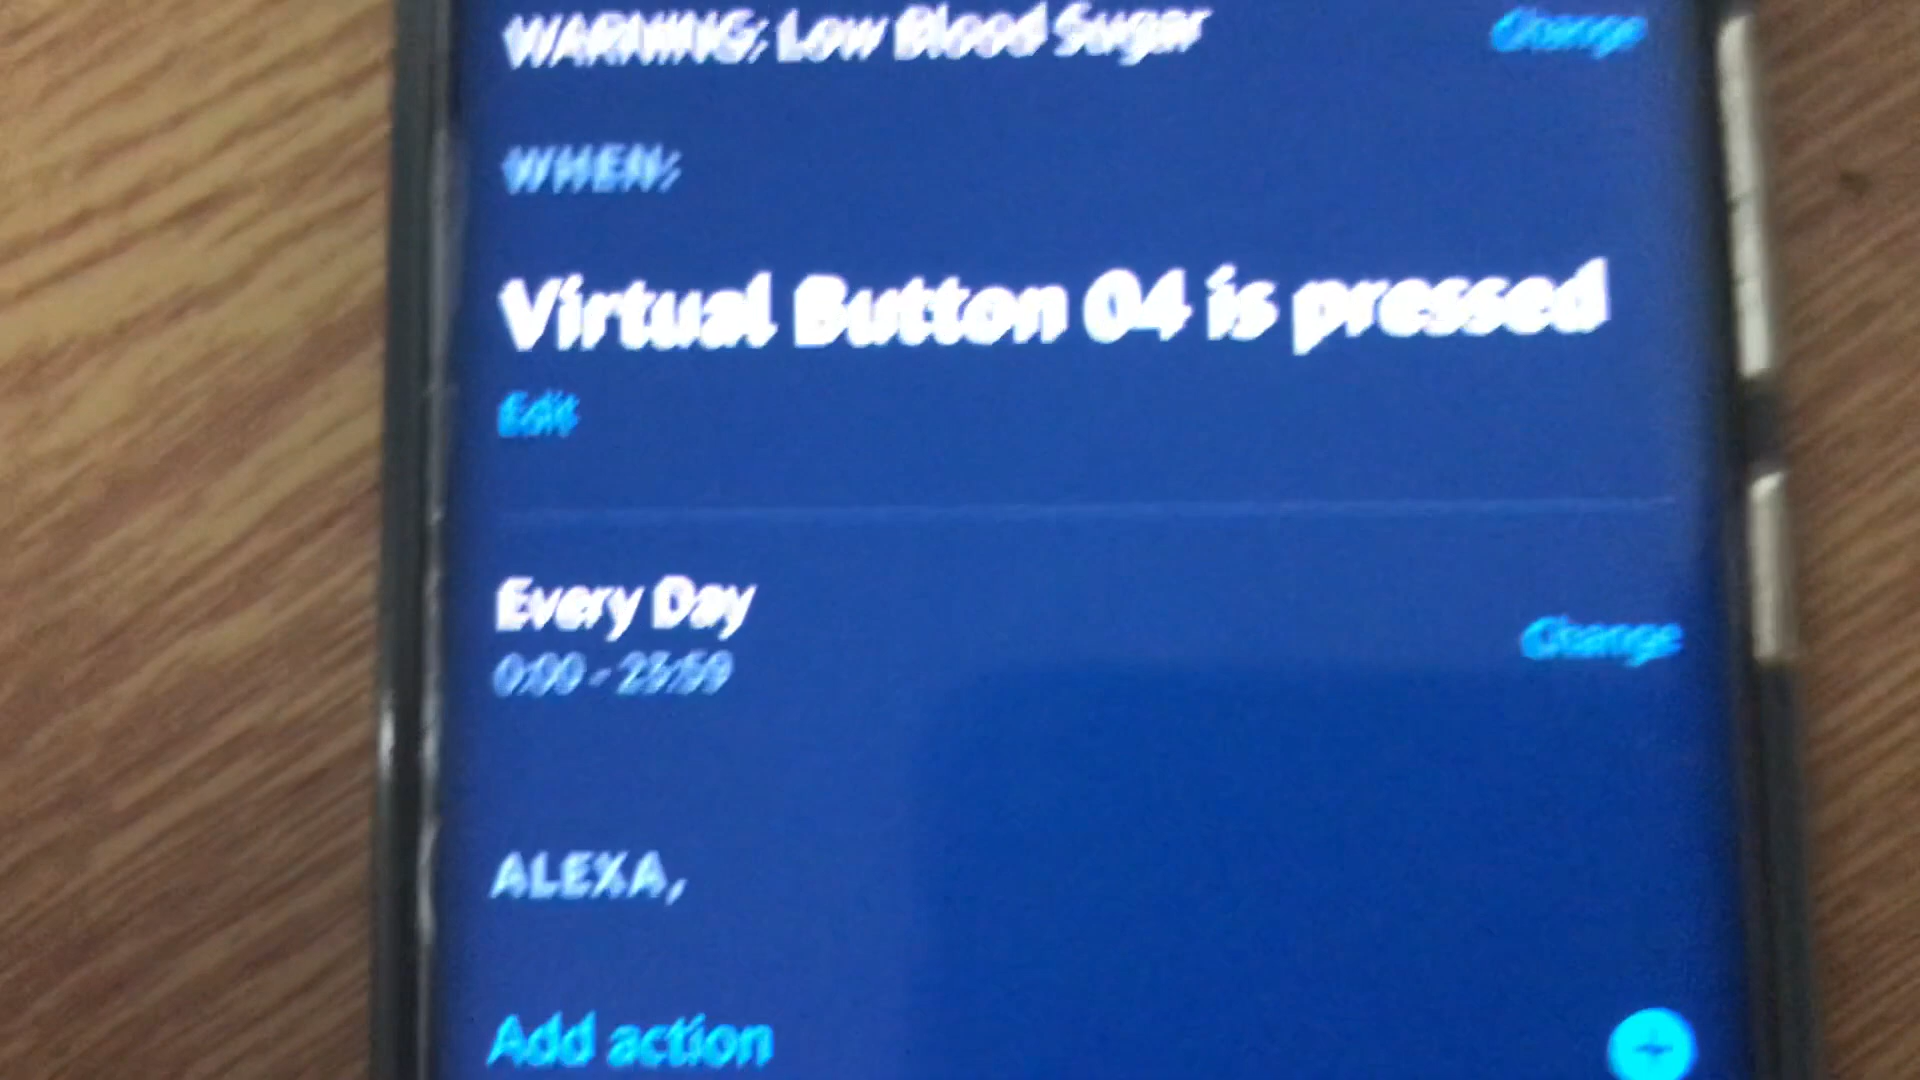 WARNING: Low Blood Sugar
Change
WHEN:
Virtual Button 04 is pressed
Edit
Every Day
Change
0:00 - 23:59
ALEXA,
Add action